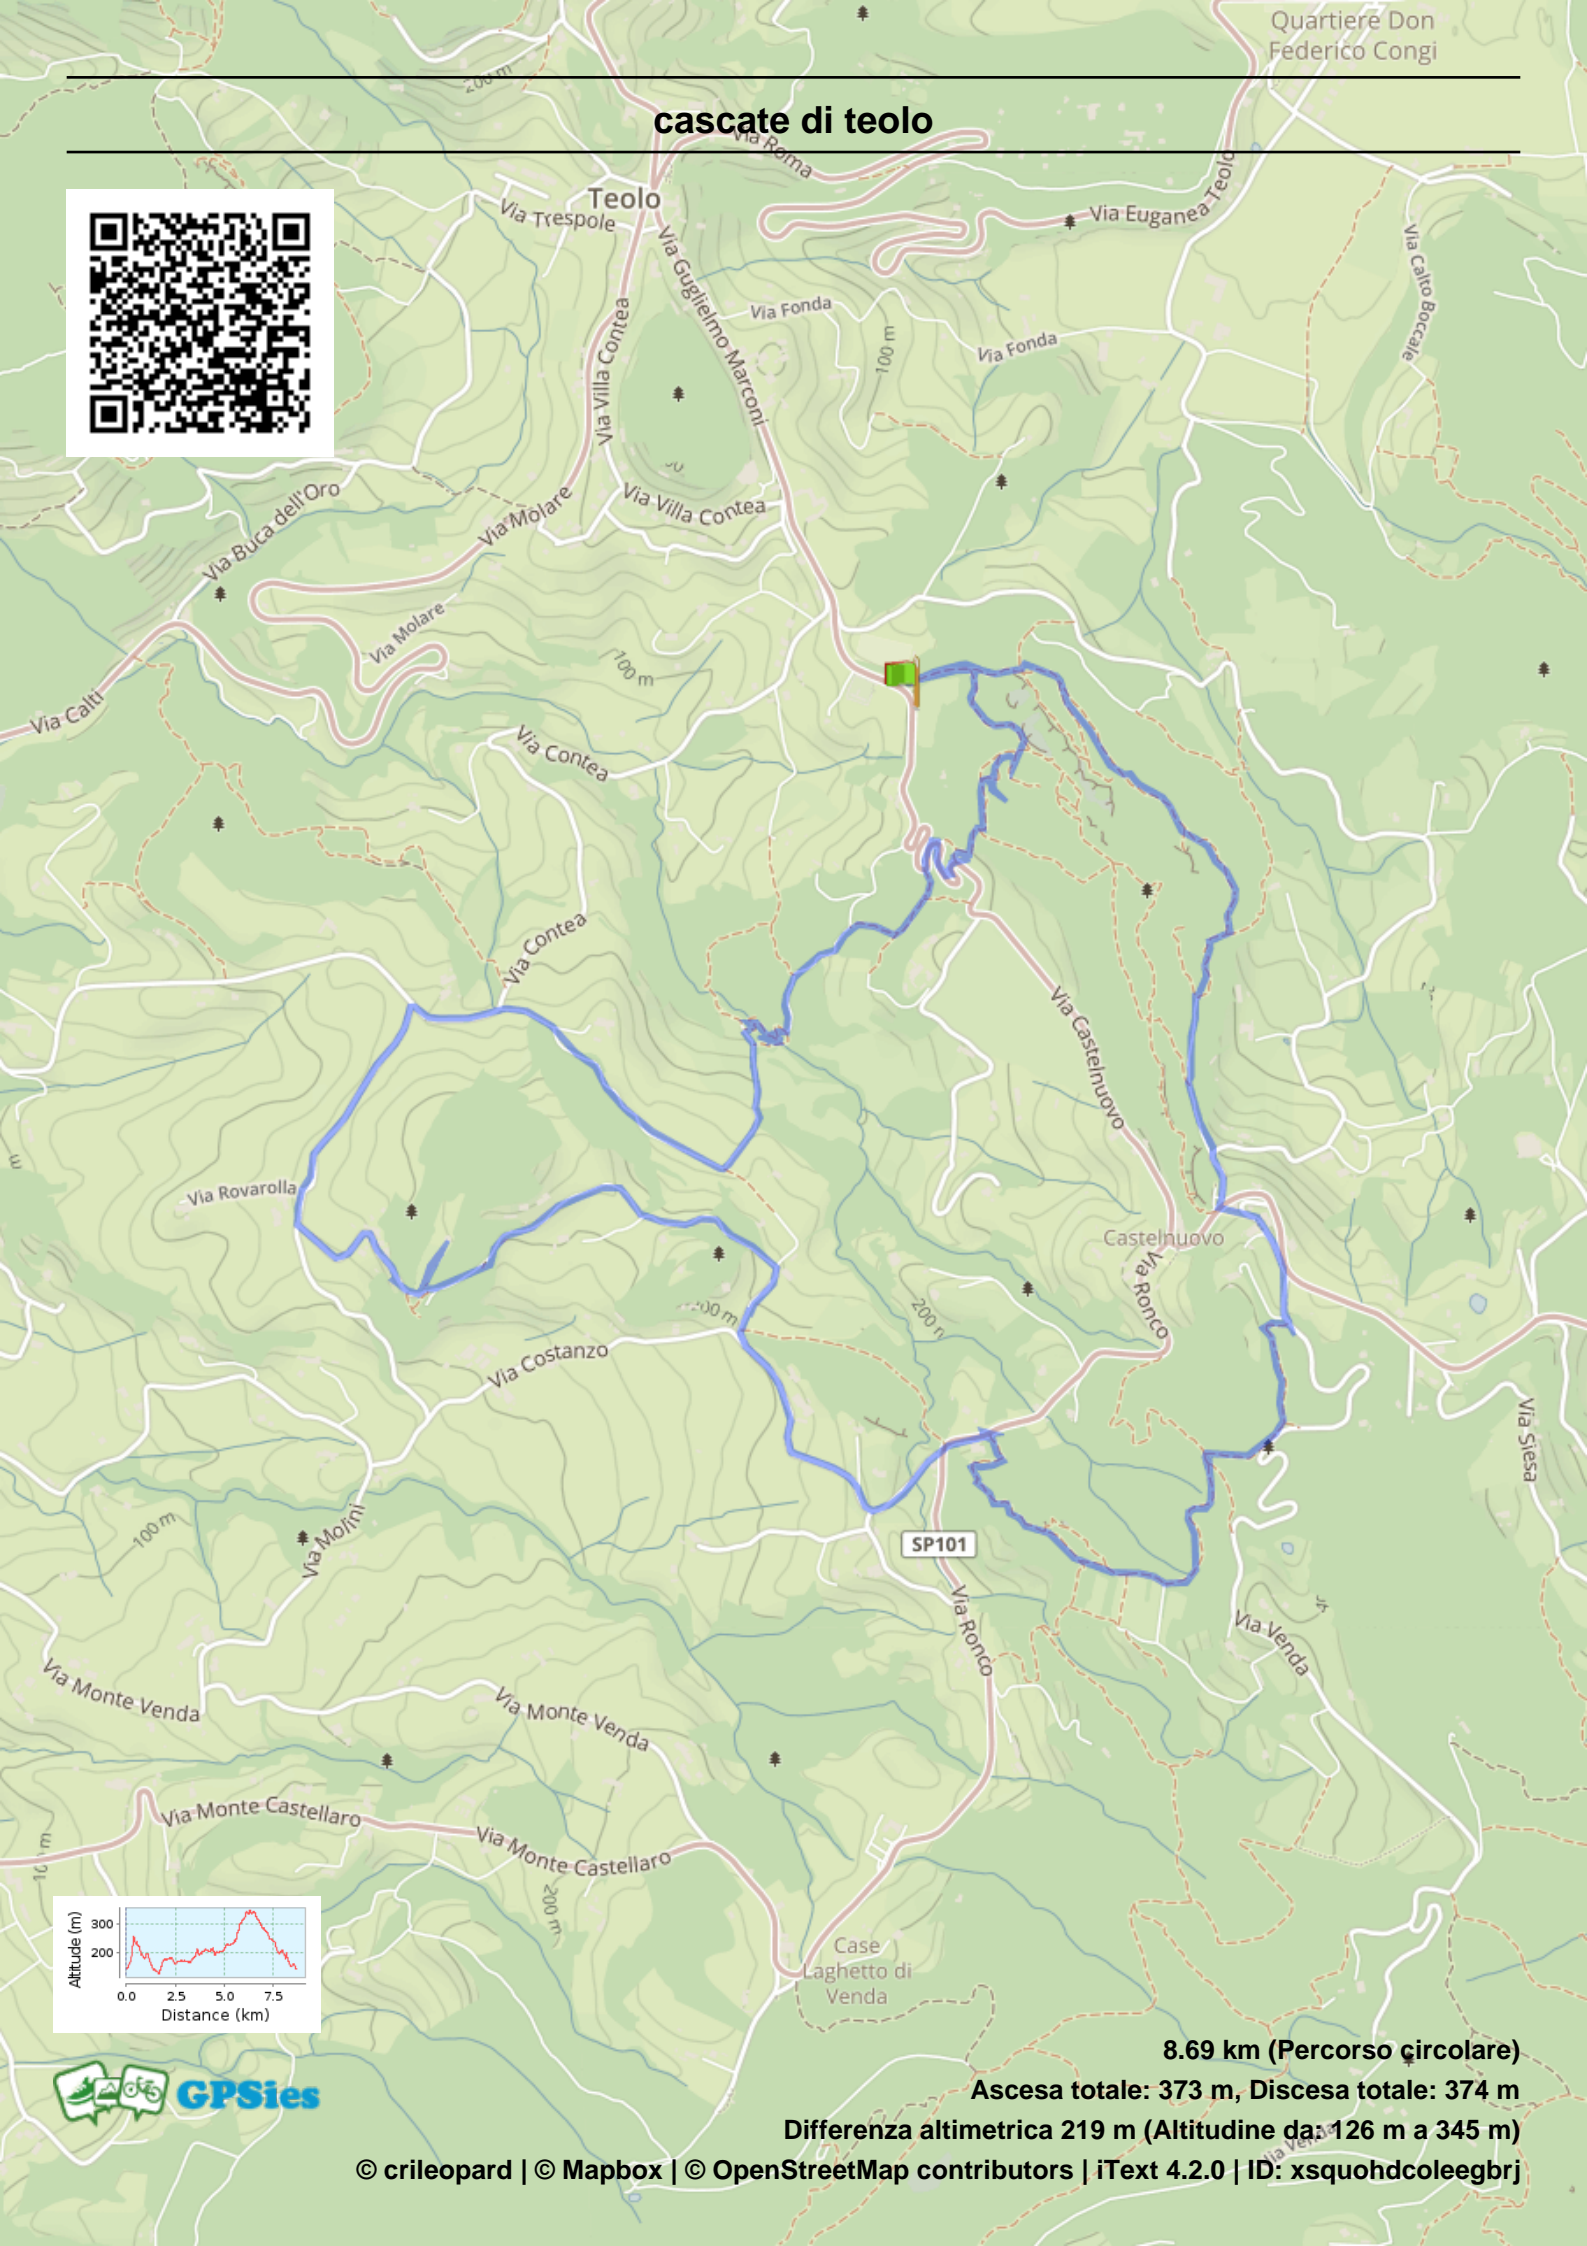 Quartiere Don
Federico Congi
200 m
cascate di teolo
Via Roma
Teolo
Via Trespole
Via Euganea Teolo
Via Guglielmo Marconi
Via Calto Boccale
Via Fonda
Via Fonda
100 m
Via Villa Contea
Via Villa Contea
Via Buca dell'Oro
Via Molare
Via Molare
100 m
Via Calti
Via Contea
Via Contea
Via Castelnuovo
Via Rovarolla
Castelnuovo
Via Ronco
200 m
Via Costanzo
Via Siesa
100 m
Via Molini
SP101
Via Ronco
Via Venda
Via Monte Venda
Via Monte Venda
Via Monte Castellaro
Via Monte Castellaro
200 m
Case
Laghetto di
Venda
Altitude (m)
300
200
0.0 2.5 5.0 7.5
Distance (km)
GPSies
8.69 km (Percorso circolare)
Ascesa totale: 373 m, Discesa totale: 374 m
Differenza altimetrica 219 m (Altitudine da: 126 m a 345 m)
Via Venda
© crileopard | © Mapbox | © OpenStreetMap contributors | iText 4.2.0 | ID: xsquohdcoleegbrj